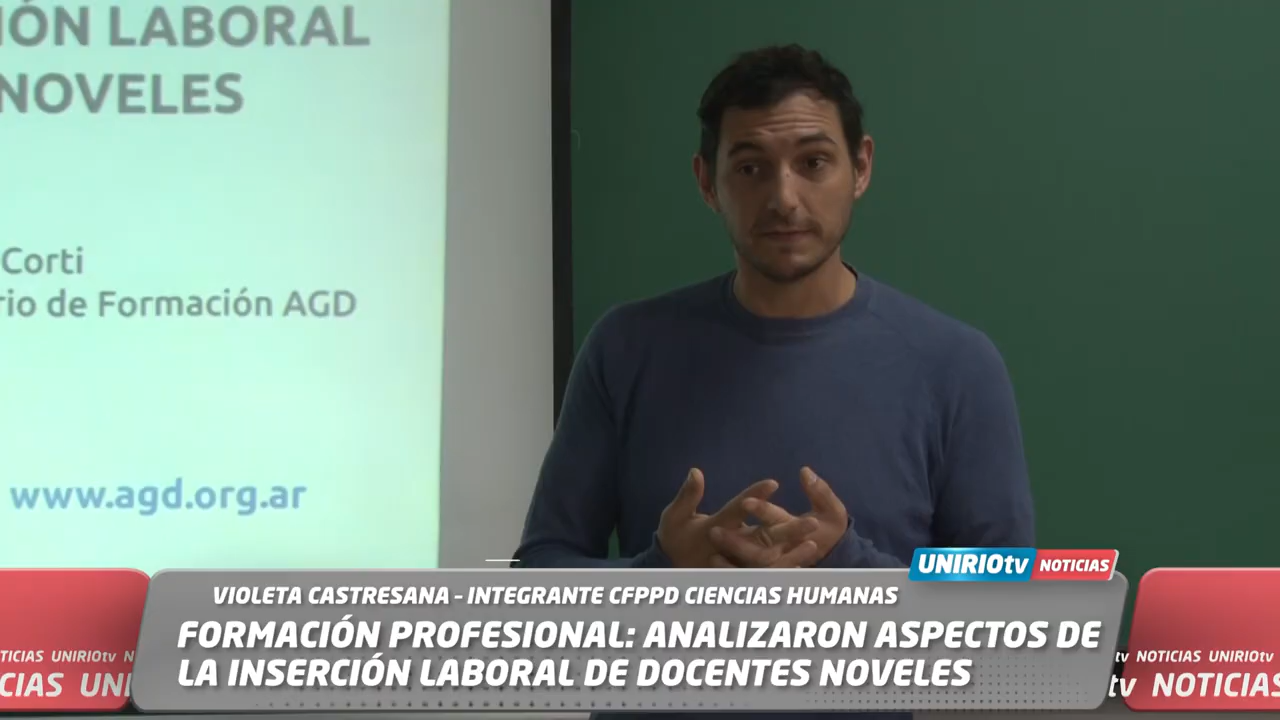 IÓN LABORAL
NOVELES
Corti
rio de Formación AGD
www.agd.org.ar
UNIRIOtv NOTICIAS
VIOLETA CASTRESANA - INTEGRANTE CFPPD CIENCIAS HUMANAS
FORMACIÓN PROFESIONAL: ANALIZARON ASPECTOS DE
LA INSERCIÓN LABORAL DE DOCENTES NOVELES
TICIAS UNIRIOtv N
CIAS UNI
tv NOTICIAS UNIRIOtv
tv NOTICIAS